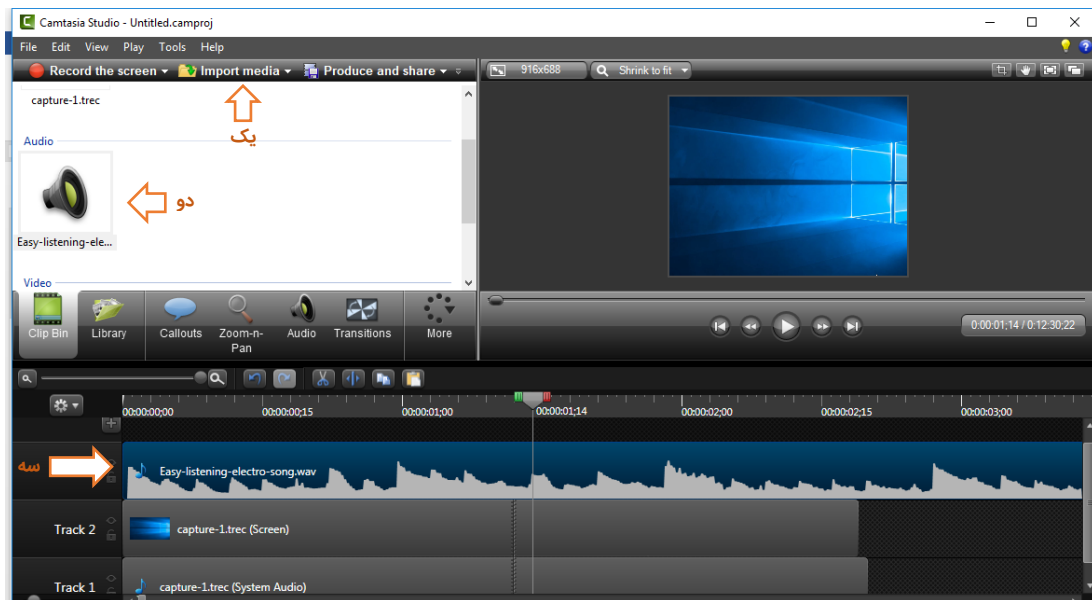 Camtasia Studio - Untitled.camproj
File Edit View Play Tools Help
Record the screen Import media Produce and share
916x688 Shrink to fit
capture-1.trec
یک
Audio
دو
Easy-listening-ele...
Video
Clip Bin Library Callouts Zoom-n-Pan Audio Transitions More
0:00:01;14 / 0:12:30;22
00:00:00;00 00:00:00;15 00:00:01;00 00:00:01;14 00:00:02;00 00:00:02;15 00:00:03;00
سه
Easy-listening-electro-song.wav
Track 2 capture-1.trec (Screen)
Track 1 capture-1.trec (System Audio)